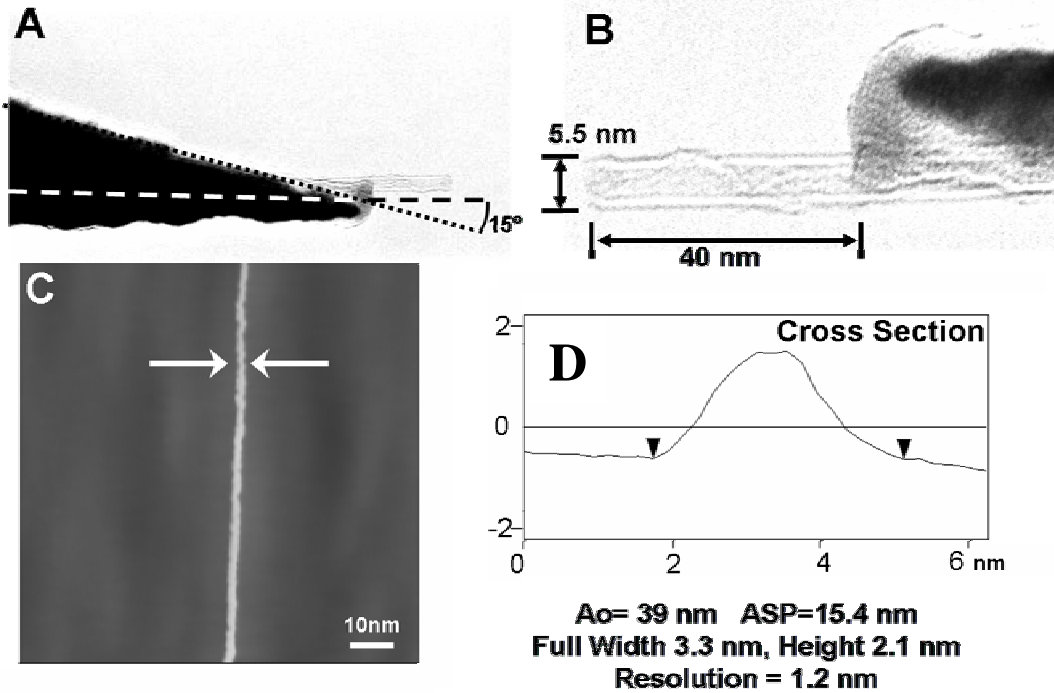 A
15°
B
5.5 nm
40 nm
C
10nm
Cross Section
D
2
0
-2
0
2
4
6 nm
Ao= 39 nm ASP=15.4 nm
Full Width 3.3 nm, Height 2.1 nm
Resolution = 1.2 nm